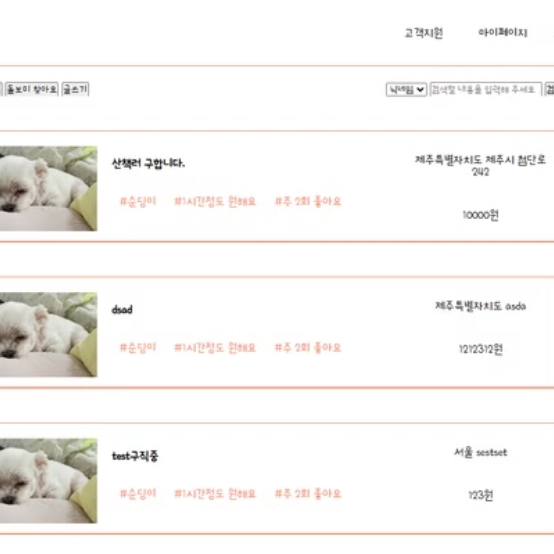 고객지원 마이페이지
돌보미 찾아요 글쓰기 닉네임 검색할 내용을 입력해 주세요
산책러 구합니다.
제주특별자치도 제주시 첨단로
242
#순딩이 #1시간정도 원해요 #주 2회 좋아요
10000원
dsad
제주특별자치도 asda
#순딩이 #1시간정도 원해요 #주 2회 좋아요
1212312원
test구직중
서울 sestset
#순딩이 #1시간정도 원해요 #주 2회 좋아요
123원